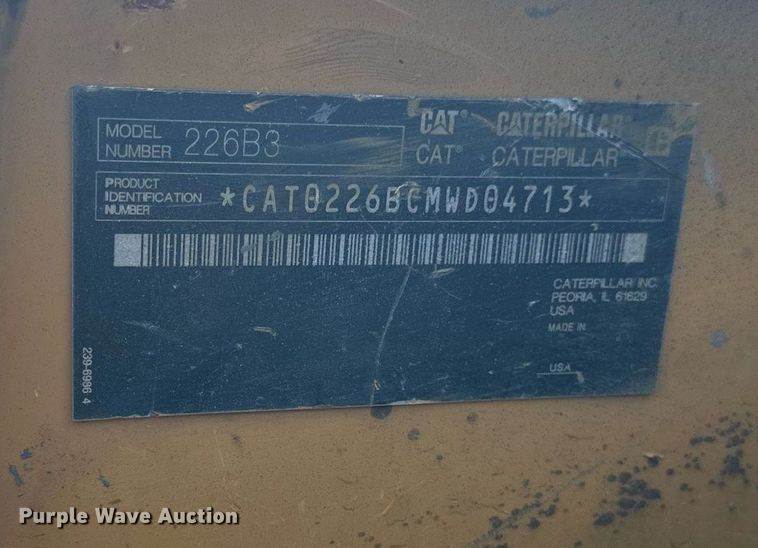 MODEL
NUMBER 226B3
CAT CATERPILLAR
CAT CATERPILLAR
PRODUCT
IDENTIFICATION
NUMBER
*CAT0226BCMWD04713*
CATERPILLAR INC.
PEORIA, IL 61629
USA
MADE IN
USA
239-6986 4
Purple Wave Auction